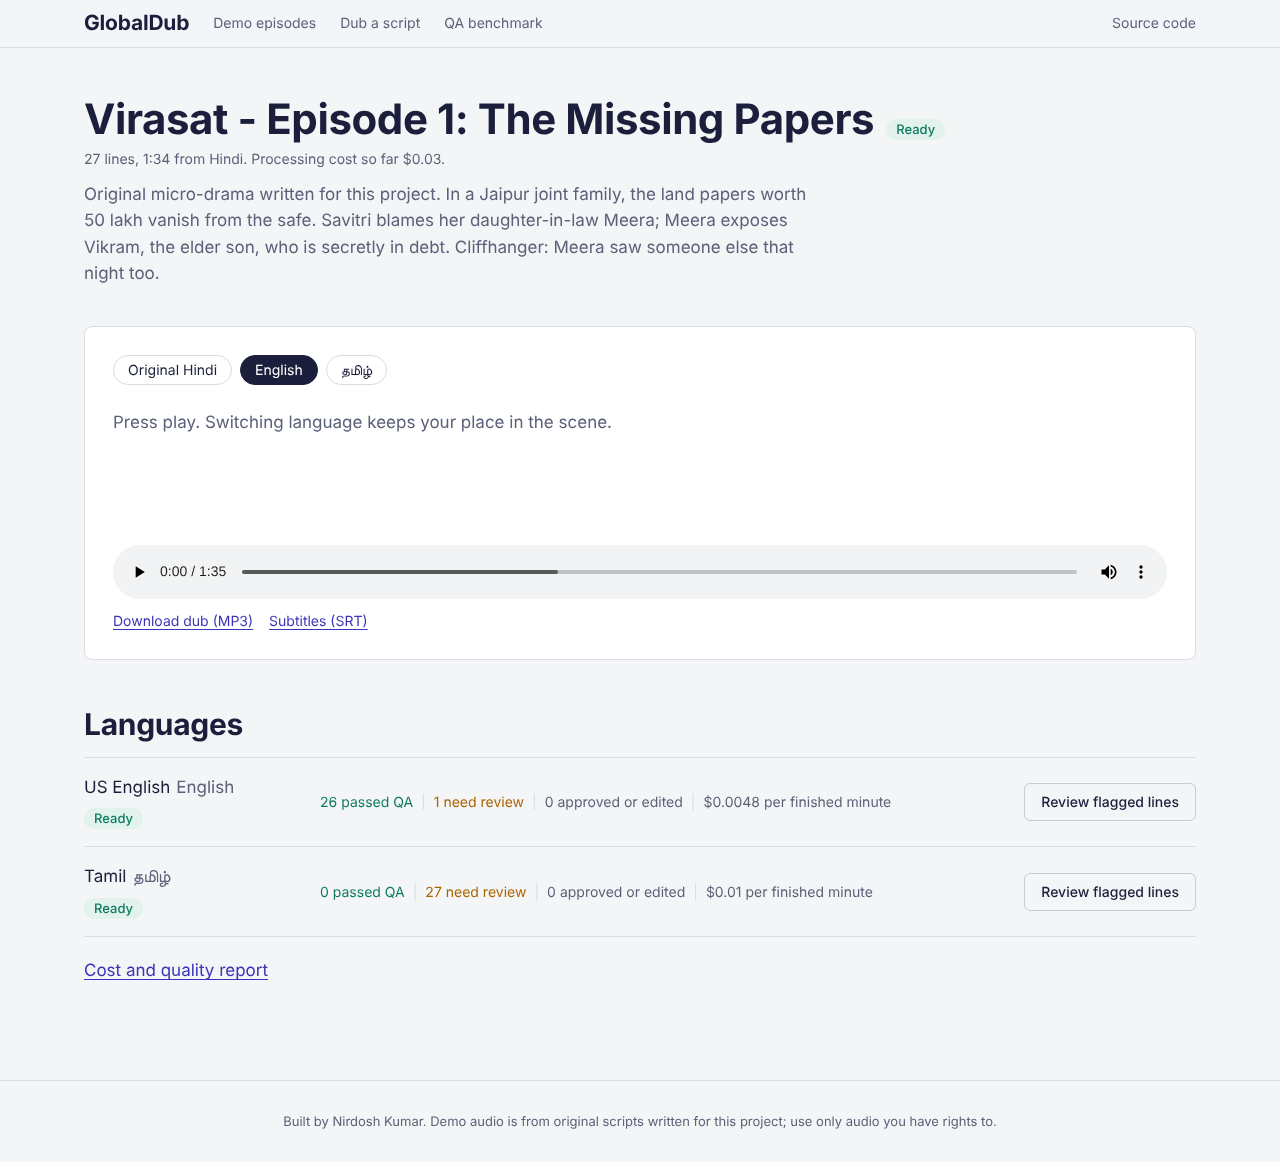 GlobalDub Demo episodes Dub a script QA benchmark Source code
Virasat - Episode 1: The Missing Papers Ready
27 lines, 1:34 from Hindi. Processing cost so far $0.03.
Original micro-drama written for this project. In a Jaipur joint family, the land papers worth
50 lakh vanish from the safe. Savitri blames her daughter-in-law Meera; Meera exposes
Vikram, the elder son, who is secretly in debt. Cliffhanger: Meera saw someone else that
night too.
Original Hindi English தமிழ்
Press play. Switching language keeps your place in the scene.
0:00 / 1:35
Download dub (MP3) Subtitles (SRT)
Languages
US English English
Ready
26 passed QA 1 need review 0 approved or edited $0.0048 per finished minute
Review flagged lines
Tamil தமிழ்
Ready
0 passed QA 27 need review 0 approved or edited $0.01 per finished minute
Review flagged lines
Cost and quality report
Built by Nirdosh Kumar. Demo audio is from original scripts written for this project; use only audio you have rights to.